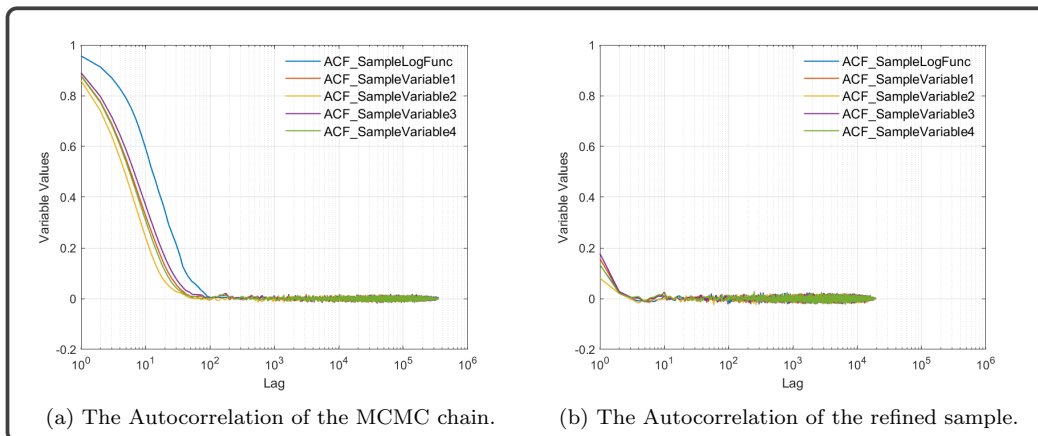 1
0.8
0.6
0.4
0.2
0
-0.2
Variable Values
ACF_SampleLogFunc
ACF_SampleVariable1
ACF_SampleVariable2
ACF_SampleVariable3
ACF_SampleVariable4
10^0 10^1 10^2 10^3 10^4 10^5 10^6
Lag
(a) The Autocorrelation of the MCMC chain.
1
0.8
0.6
0.4
0.2
0
-0.2
Variable Values
ACF_SampleLogFunc
ACF_SampleVariable1
ACF_SampleVariable2
ACF_SampleVariable3
ACF_SampleVariable4
10^0 10^1 10^2 10^3 10^4 10^5 10^6
Lag
(b) The Autocorrelation of the refined sample.